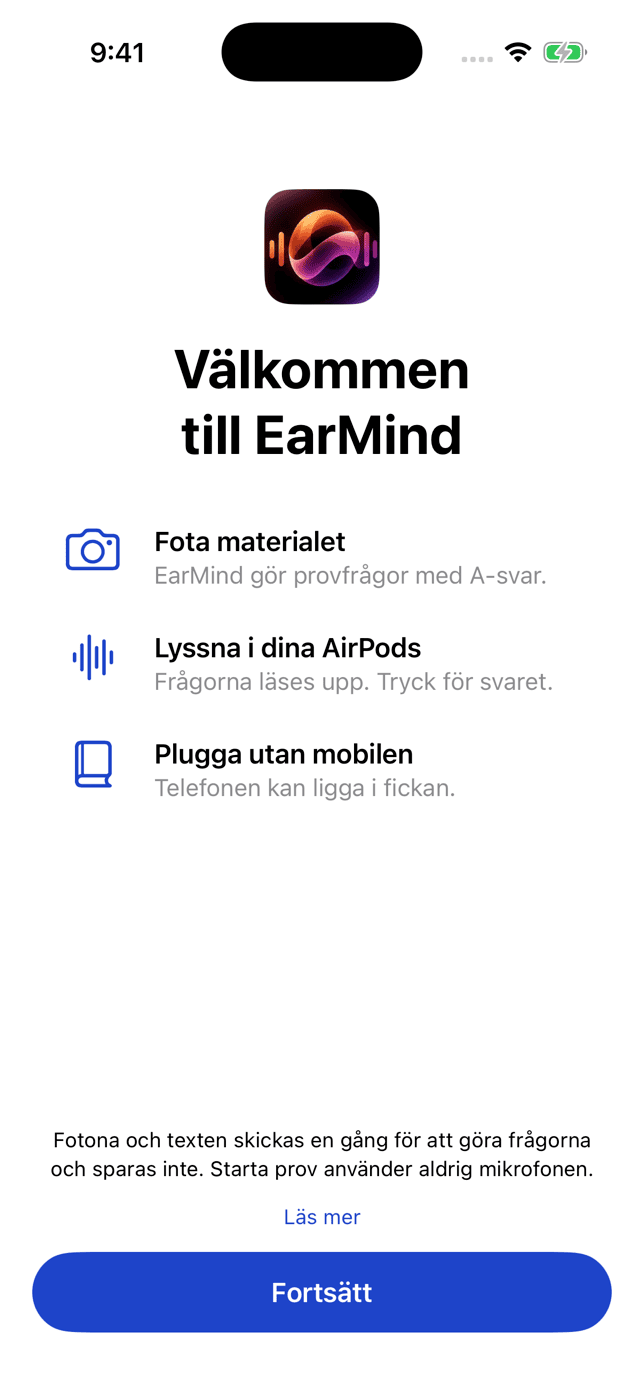 9:41
Välkommen
till EarMind
Fota materialet
EarMind gör provfrågor med A-svar.
Lyssna i dina AirPods
Frågorna läses upp. Tryck för svaret.
Plugga utan mobilen
Telefonen kan ligga i fickan.
Fotona och texten skickas en gång för att göra frågorna
och sparas inte. Starta prov använder aldrig mikrofonen.
Läs mer
Fortsätt